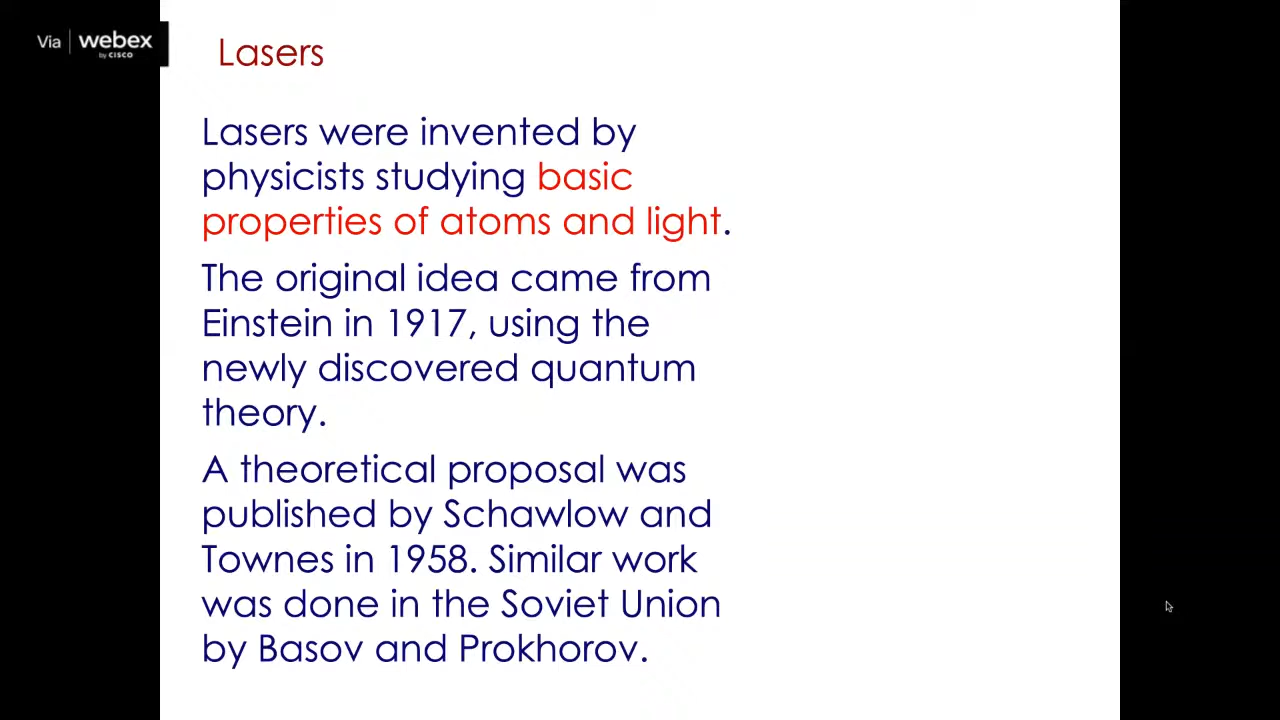 Via webex
by CISCO
Lasers
Lasers were invented by
physicists studying basic
properties of atoms and light.
The original idea came from
Einstein in 1917, using the
newly discovered quantum
theory.
A theoretical proposal was
published by Schawlow and
Townes in 1958. Similar work
was done in the Soviet Union
by Basov and Prokhorov.